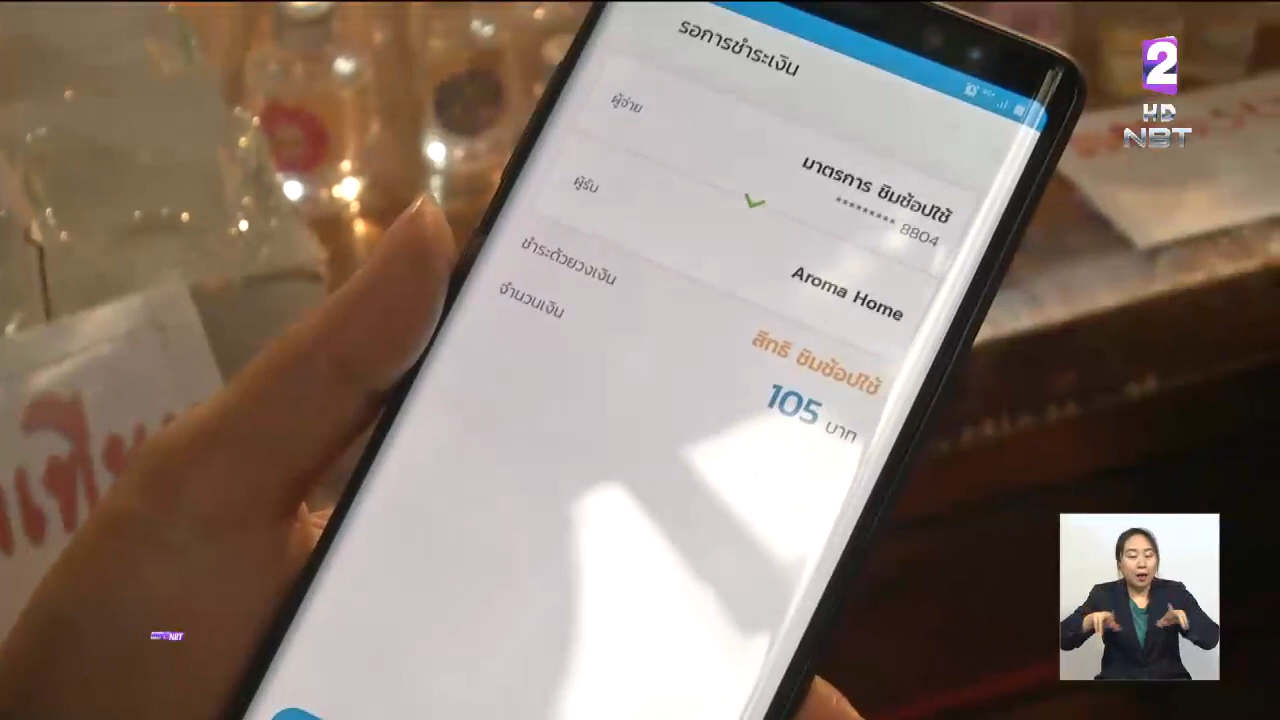 รอการชำระเงิน
ผู้จ่าย
มาตรการ ชิมช้อปใช้
********* 8804
ผู้รับ
Aroma Home
ชำระด้วยวงเงิน
สิทธิ ชิมช้อปใช้
จำนวนเงิน
105 บาท
2
HD
NBT
NBT